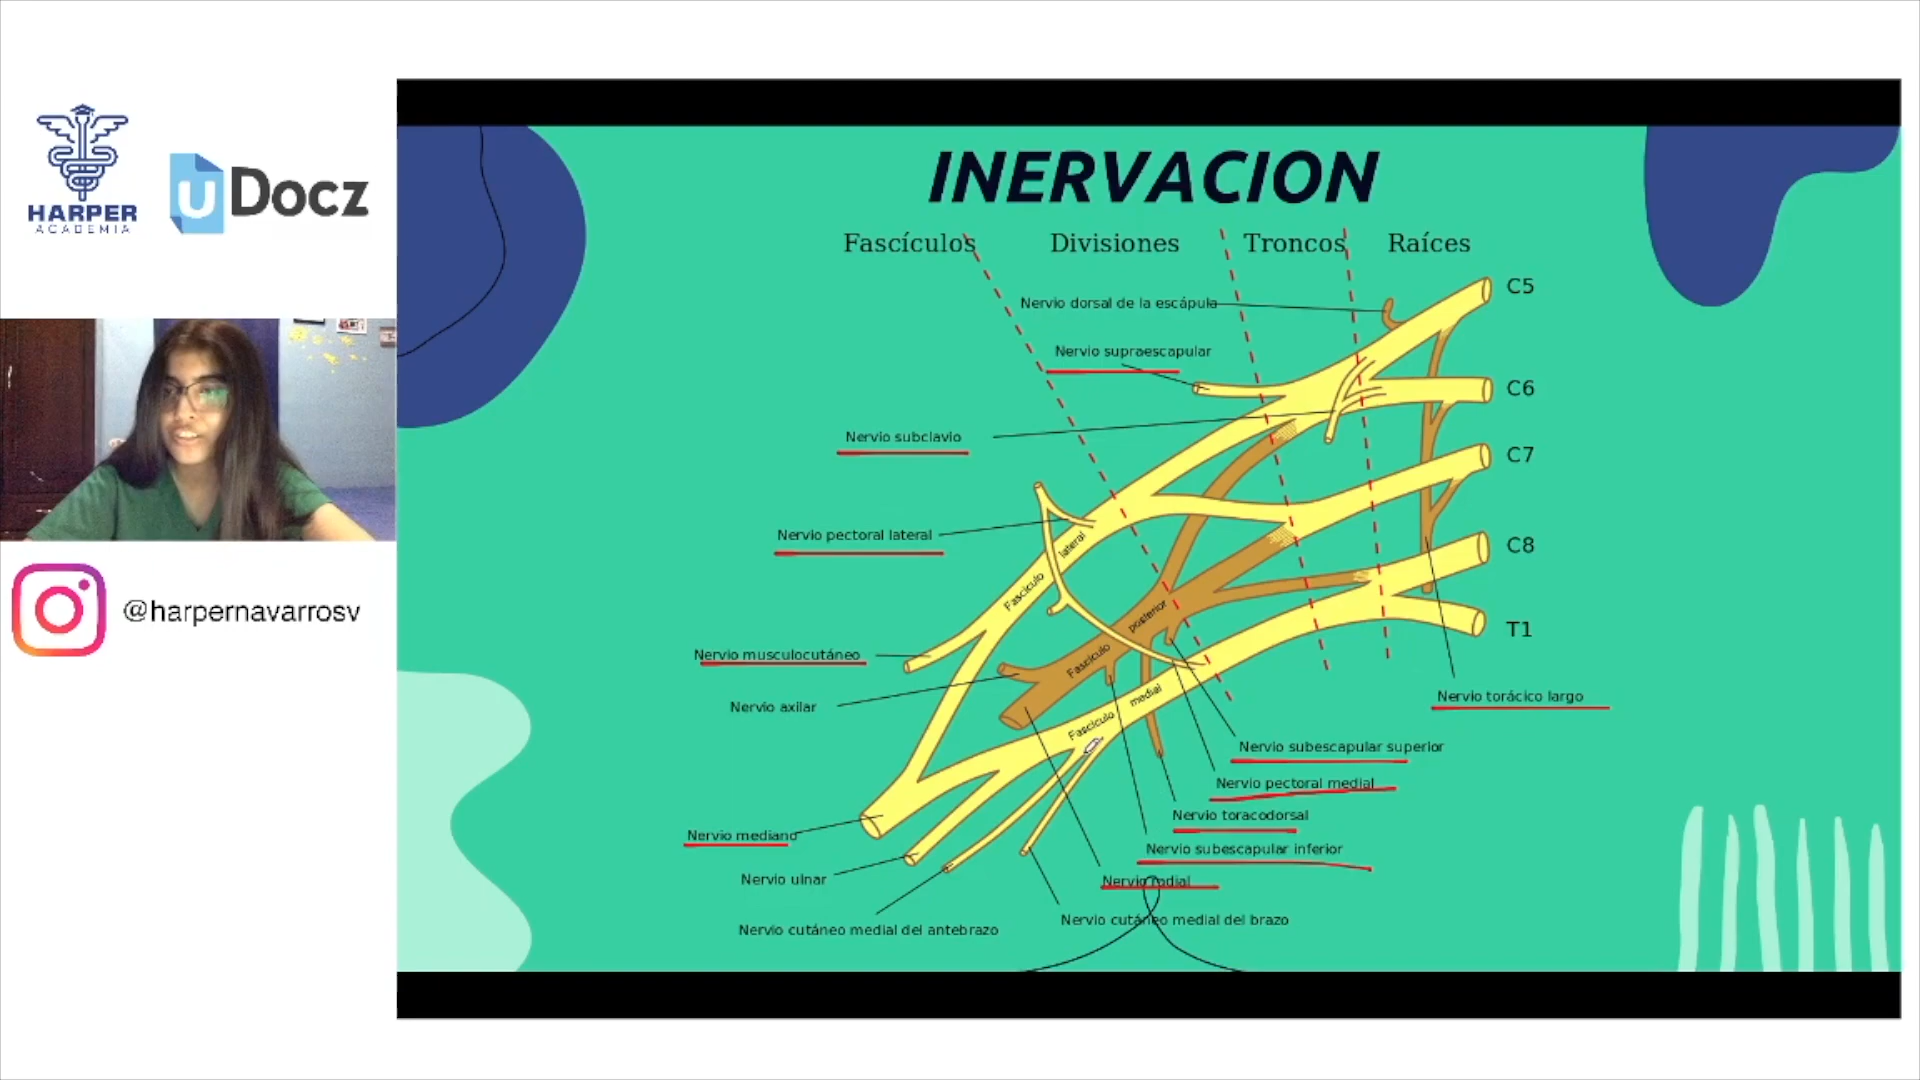 HARPER
ACADEMIA
uDocz
@harpernavarrosv
INERVACION
Fascículos Divisiones Troncos Raíces
C5
Nervio dorsal de la escápula
Nervio supraescapular
C6
Nervio subclavio
C7
Nervio pectoral lateral
C8
Fascículo lateral
Fascículo posterior
T1
Nervio musculocutáneo
Nervio axilar
Fascículo medial
Nervio torácico largo
Nervio subescapular superior
Nervio pectoral medial
Nervio toracodorsal
Nervio mediano
Nervio subescapular inferior
Nervio ulnar
Nervio radial
Nervio cutáneo medial del brazo
Nervio cutáneo medial del antebrazo